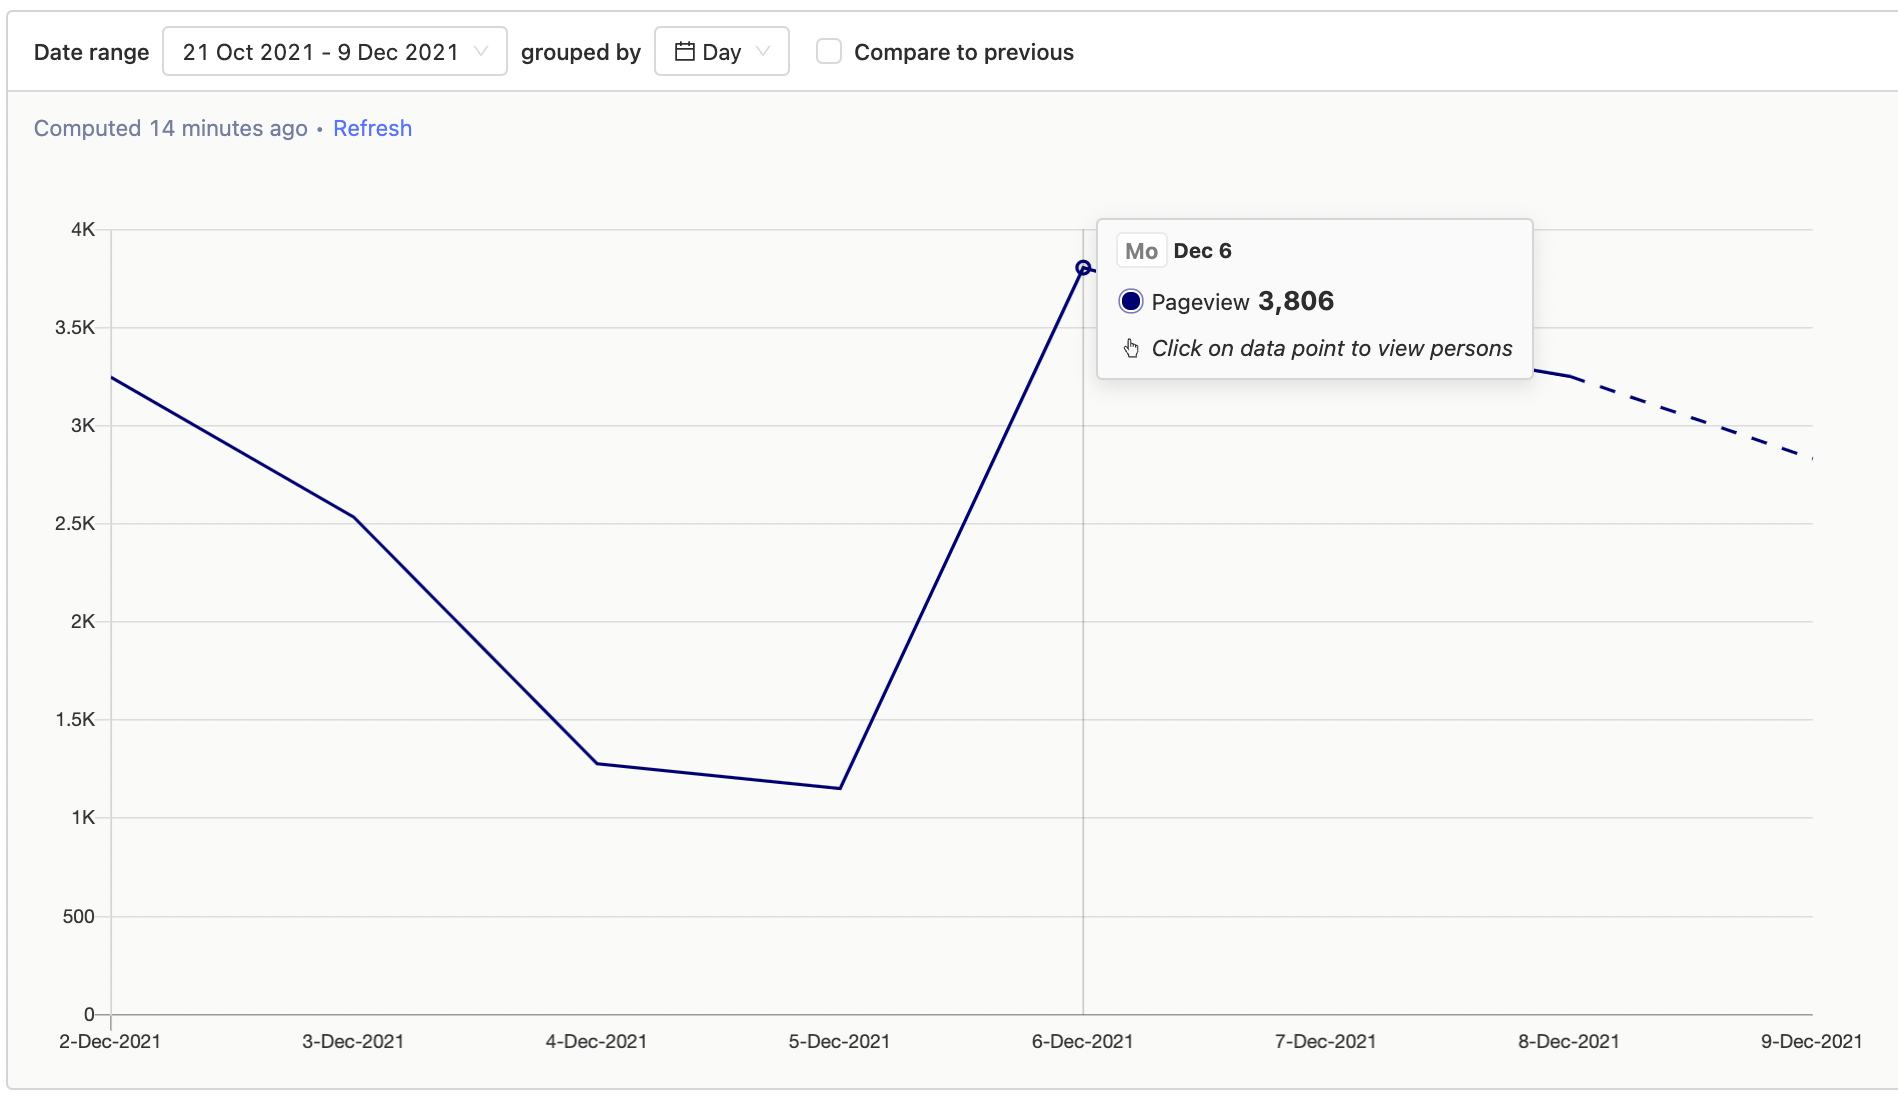 Date range 21 Oct 2021 - 9 Dec 2021 grouped by Day Compare to previous
Computed 14 minutes ago • Refresh
4K
3.5K
3K
2.5K
2K
1.5K
1K
500
0
Mo Dec 6
Pageview 3,806
Click on data point to view persons
2-Dec-2021 3-Dec-2021 4-Dec-2021 5-Dec-2021 6-Dec-2021 7-Dec-2021 8-Dec-2021 9-Dec-2021